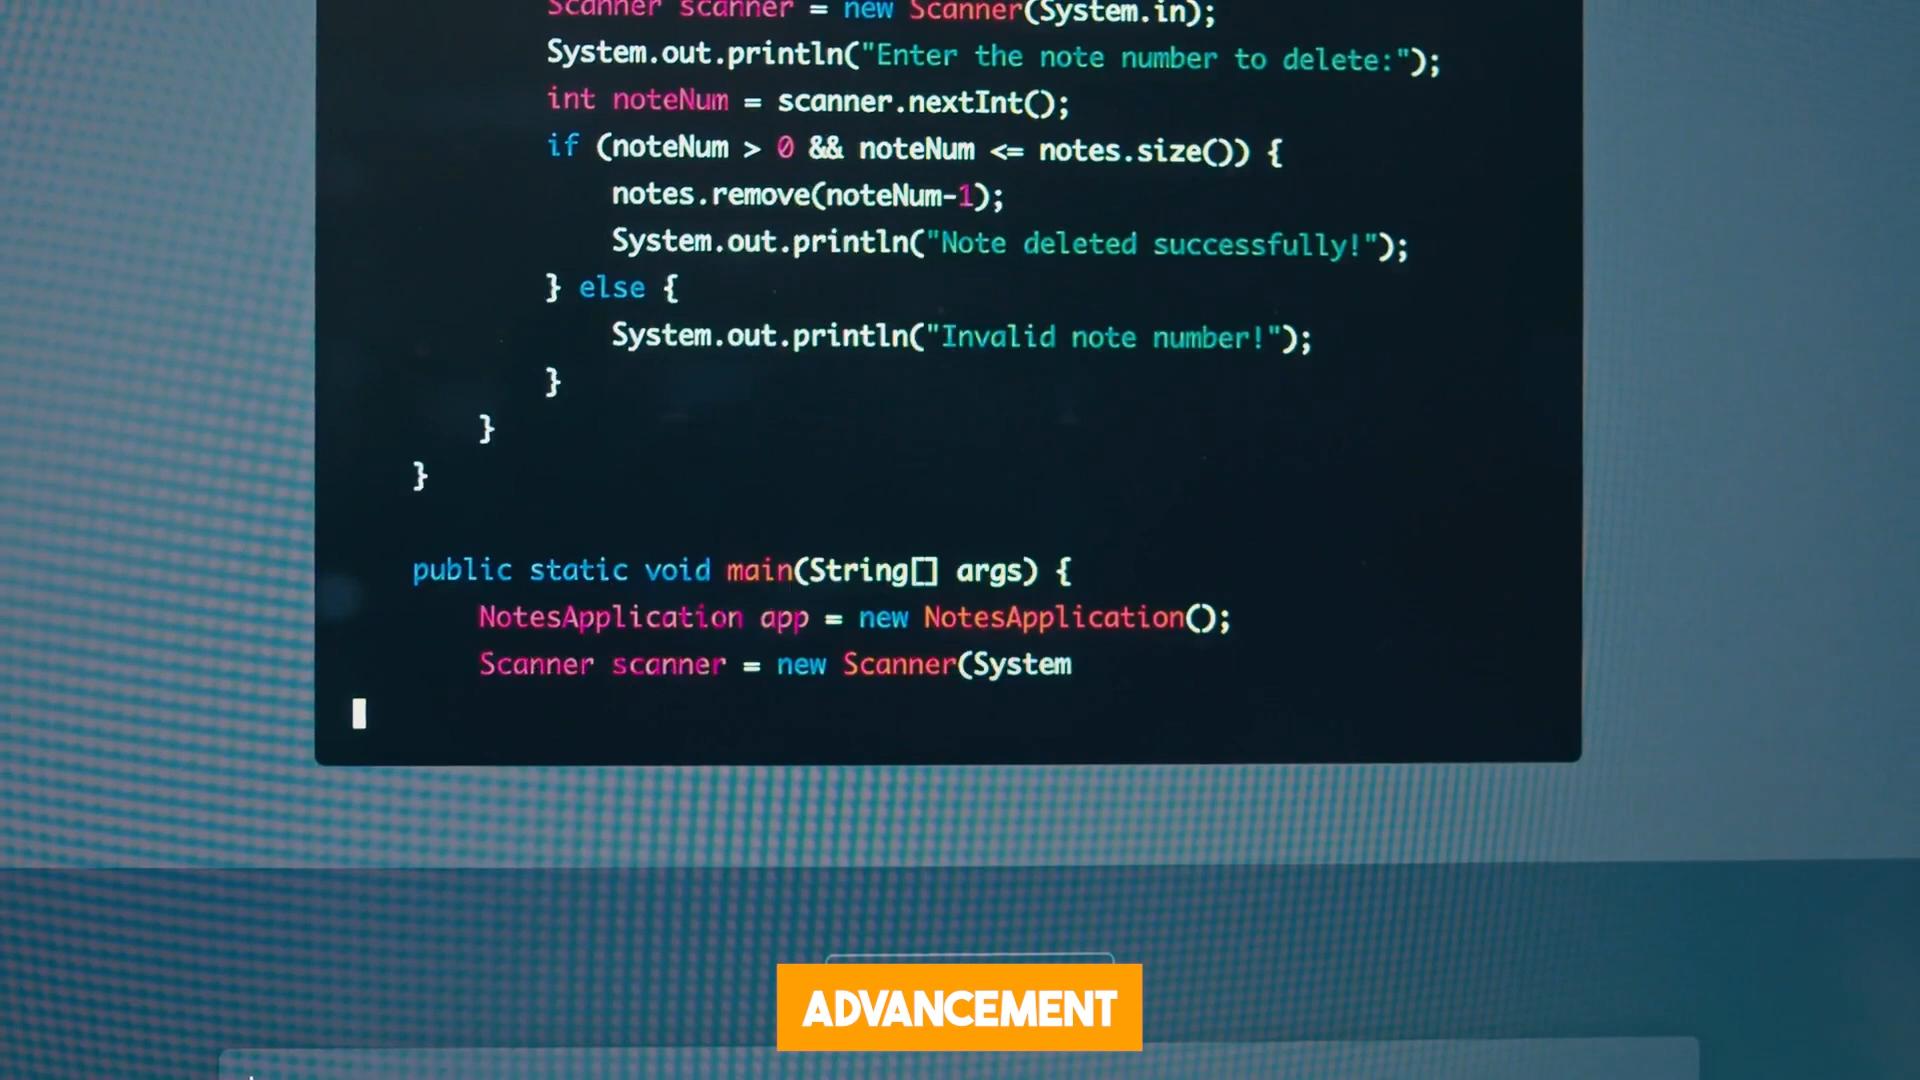 Scanner scanner = new Scanner(System.in);
System.out.println("Enter the note number to delete:");
int noteNum = scanner.nextInt();
if (noteNum > 0 && noteNum <= notes.size()) {
notes.remove(noteNum-1);
System.out.println("Note deleted successfully!");
} else {
System.out.println("Invalid note number!");
}
}
}
public static void main(String[] args) {
NotesApplication app = new NotesApplication();
Scanner scanner = new Scanner(System
ADVANCEMENT